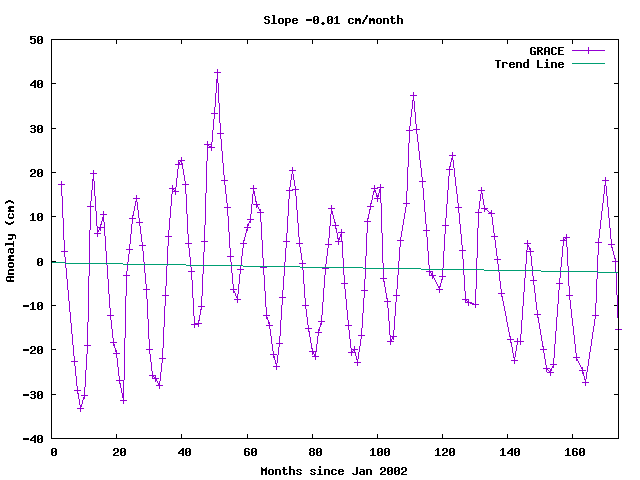 Slope -0.01 cm/month
50
40
30
20
10
0
-10
-20
-30
-40
Anomaly (cm)
GRACE
Trend Line
0 20 40 60 80 100 120 140 160
Months since Jan 2002